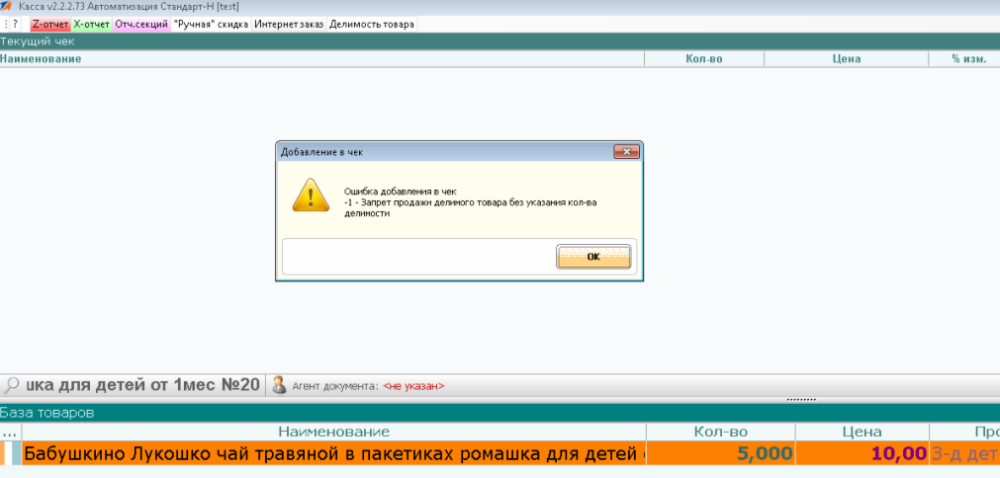 Касса v2.2.2.73 Автоматизация Стандарт-Н [test]
? Z-отчет X-отчет Отч.секций "Ручная" скидка Интернет заказ Делимость товара
Текущий чек
Наименование Кол-во Цена % изм.
Добавление в чек
Ошибка добавления в чек
-1 - Запрет продажи делимого товара без указания кол-ва
делимости
OK
шка для детей от 1мес №20 Агент документа: <не указан>
База товаров
... Наименование Кол-во Цена Про
Бабушкино Лукошко чай травяной в пакетиках ромашка для детей 5,000 10,00 З-д дет